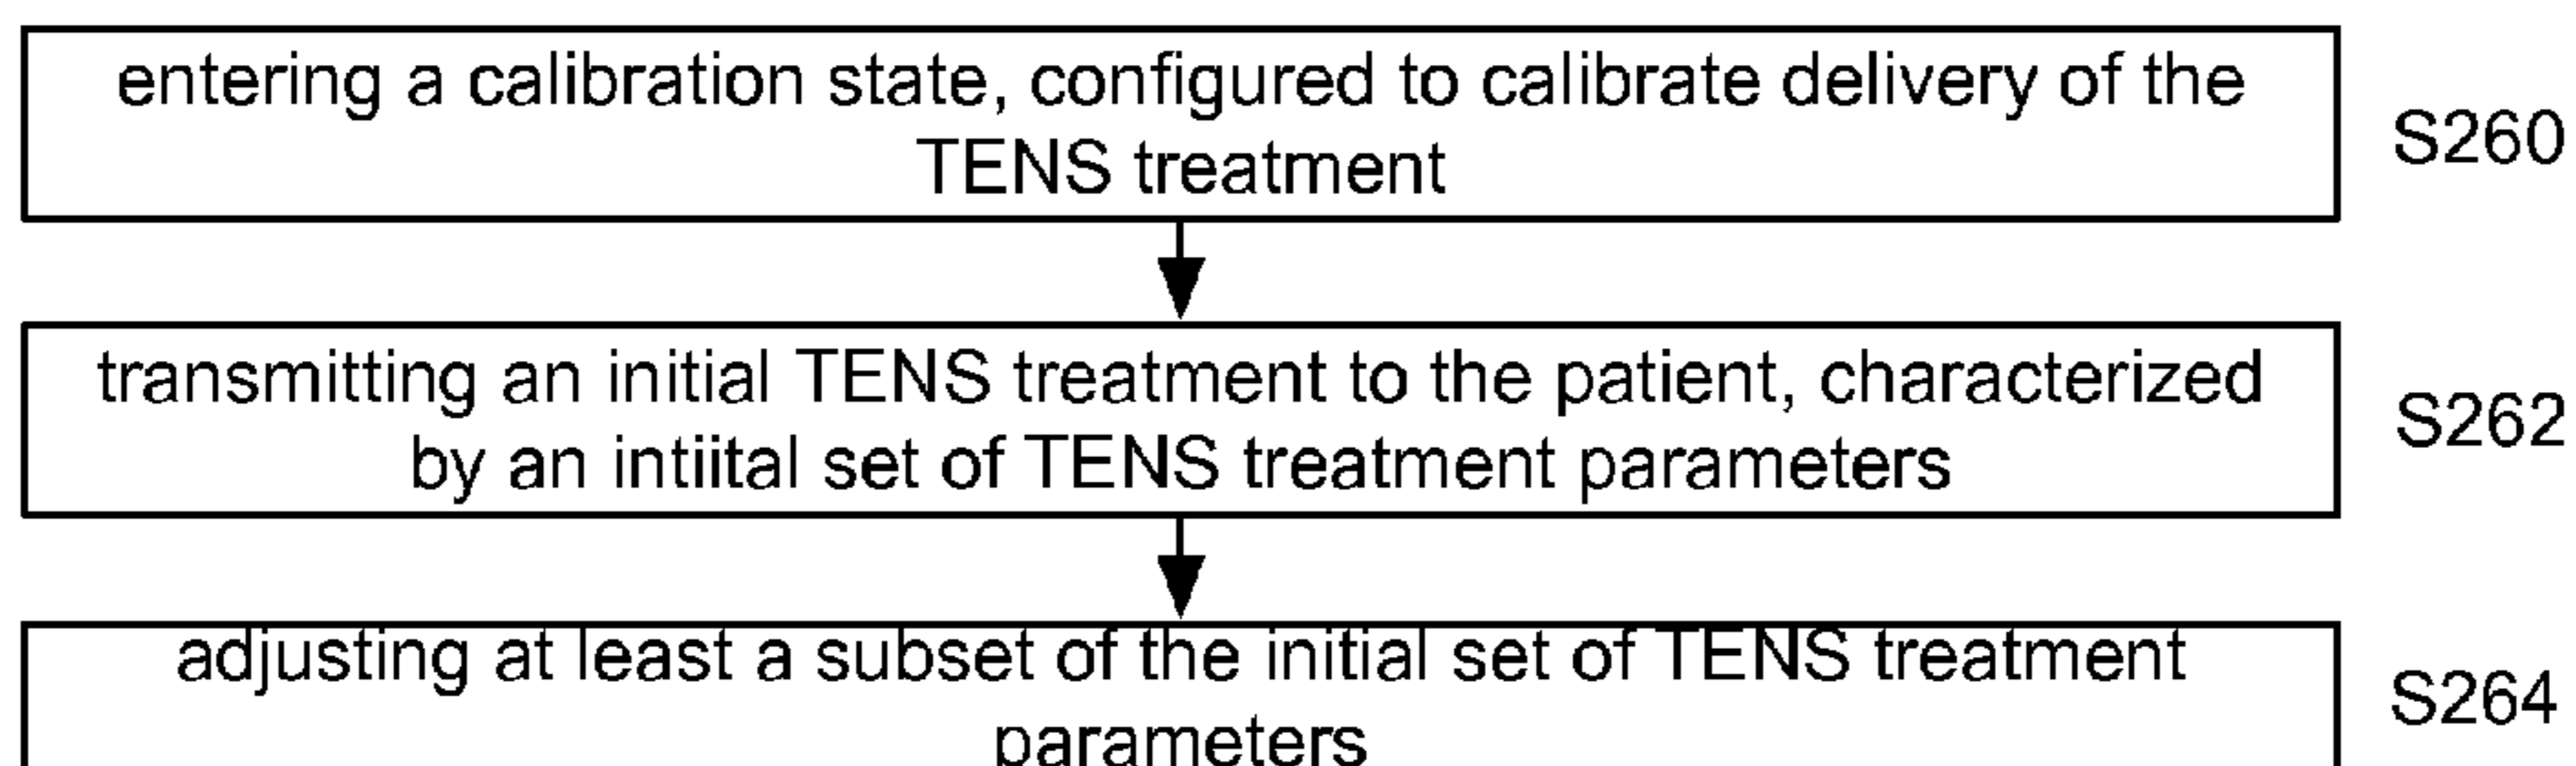 entering a calibration state, configured to calibrate delivery of the
TENS treatment
S260
transmitting an initial TENS treatment to the patient, characterized
by an intiital set of TENS treatment parameters
S262
adjusting at least a subset of the initial set of TENS treatment
parameters
S264